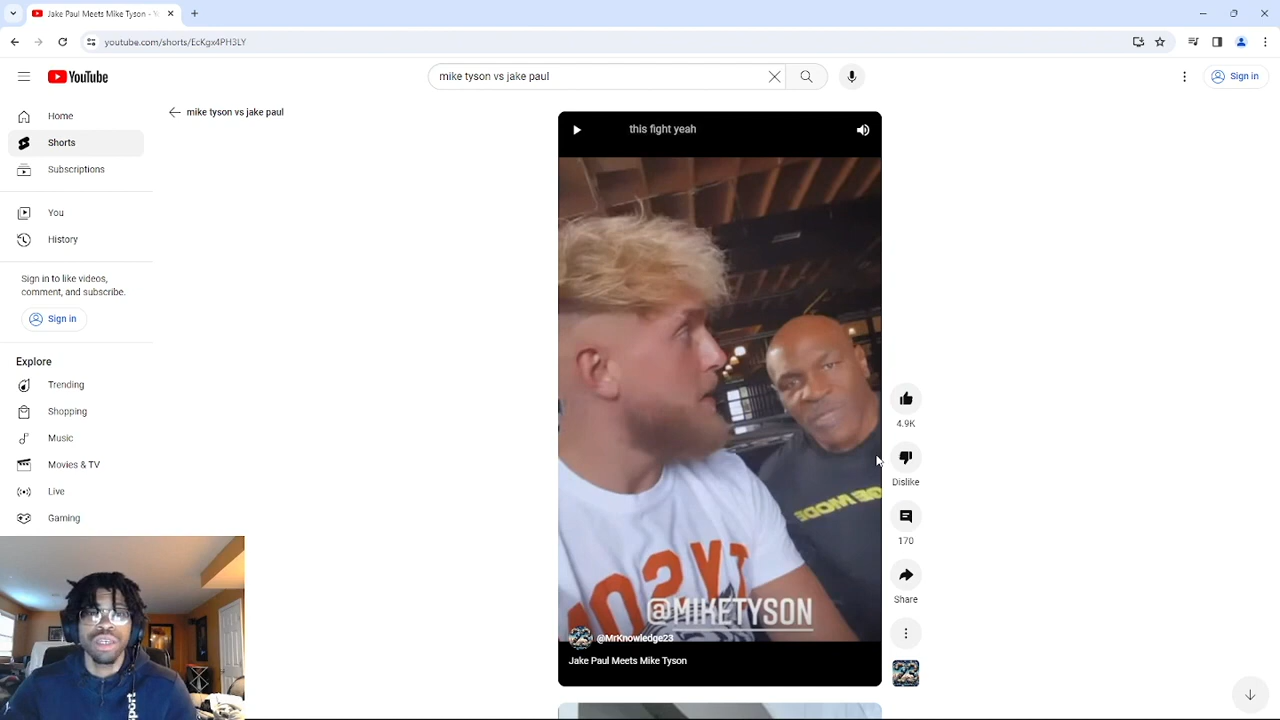 Jake Paul Meets Mike Tyson - Y
youtube.com/shorts/EcKgx4PH3LY
YouTube
mike tyson vs jake paul
Sign in
Home
Shorts
Subscriptions
You
History
Sign in to like videos, comment, and subscribe.
Sign in
Explore
Trending
Shopping
Music
Movies & TV
Live
Gaming
mike tyson vs jake paul
this fight yeah
@MIKETYSON
@MrKnowledge23
Jake Paul Meets Mike Tyson
4.9K
Dislike
170
Share